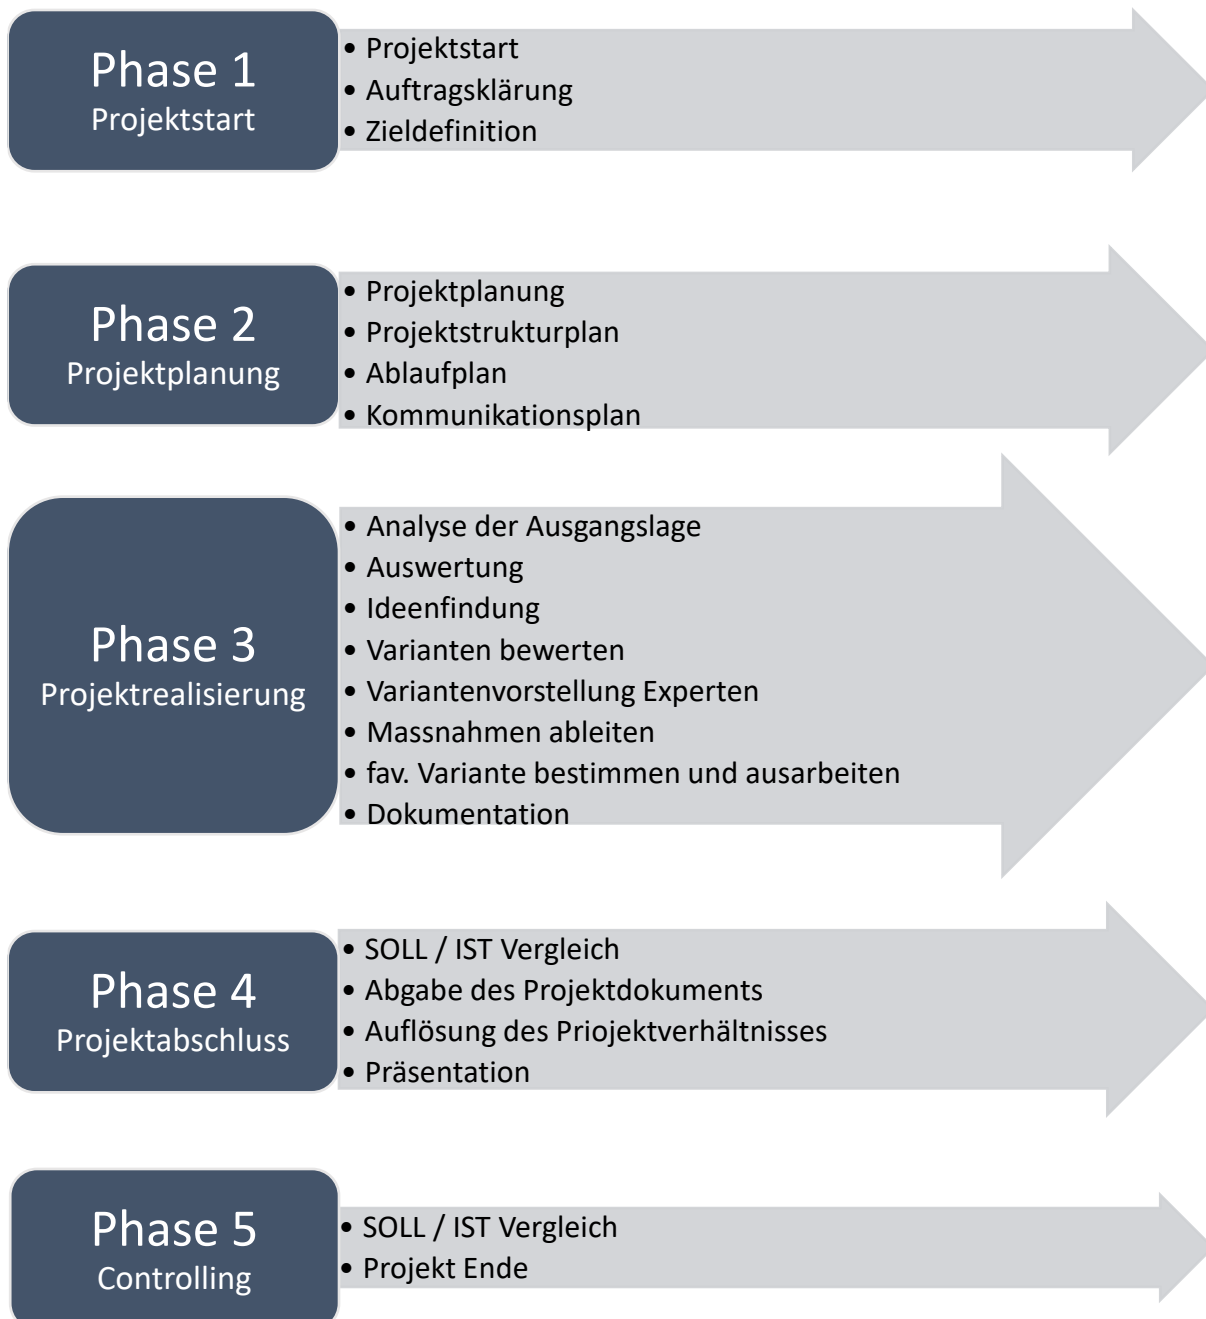 Phase 1
Projektstart
• Projektstart
• Auftragsklärung
• Zieldefinition
Phase 2
Projektplanung
• Projektplanung
• Projektstrukturplan
• Ablaufplan
• Kommunikationsplan
Phase 3
Projektrealisierung
• Analyse der Ausgangslage
• Auswertung
• Ideenfindung
• Varianten bewerten
• Variantenvorstellung Experten
• Massnahmen ableiten
• fav. Variante bestimmen und ausarbeiten
• Dokumentation
Phase 4
Projektabschluss
• SOLL / IST Vergleich
• Abgabe des Projektdokuments
• Auflösung des Priojektverhältnisses
• Präsentation
Phase 5
Controlling
• SOLL / IST Vergleich
• Projekt Ende